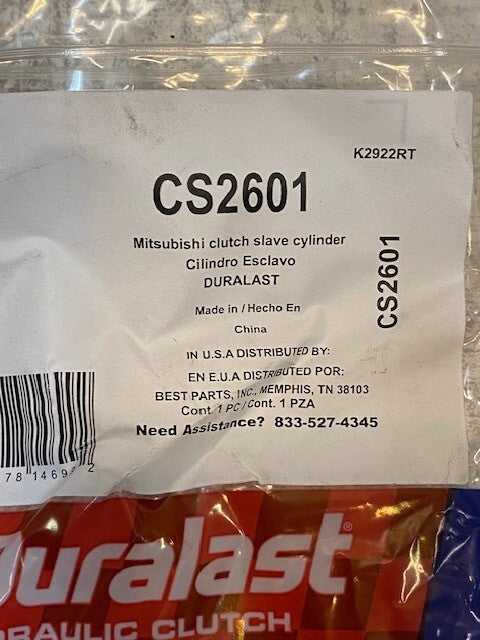 K2922RT
CS2601
Mitsubishi clutch slave cylinder
Cilindro Esclavo
DURALAST
Made in / Hecho En
China
IN U.S.A DISTRIBUTED BY:
EN E.U.A DISTRIBUTED POR:
BEST PARTS, INC., MEMPHIS, TN 38103
Cont. 1 PC / Cont. 1 PZA
Need Assistance? 833-527-4345
CS2601
Duralast®
DRAULIC CLUTCH